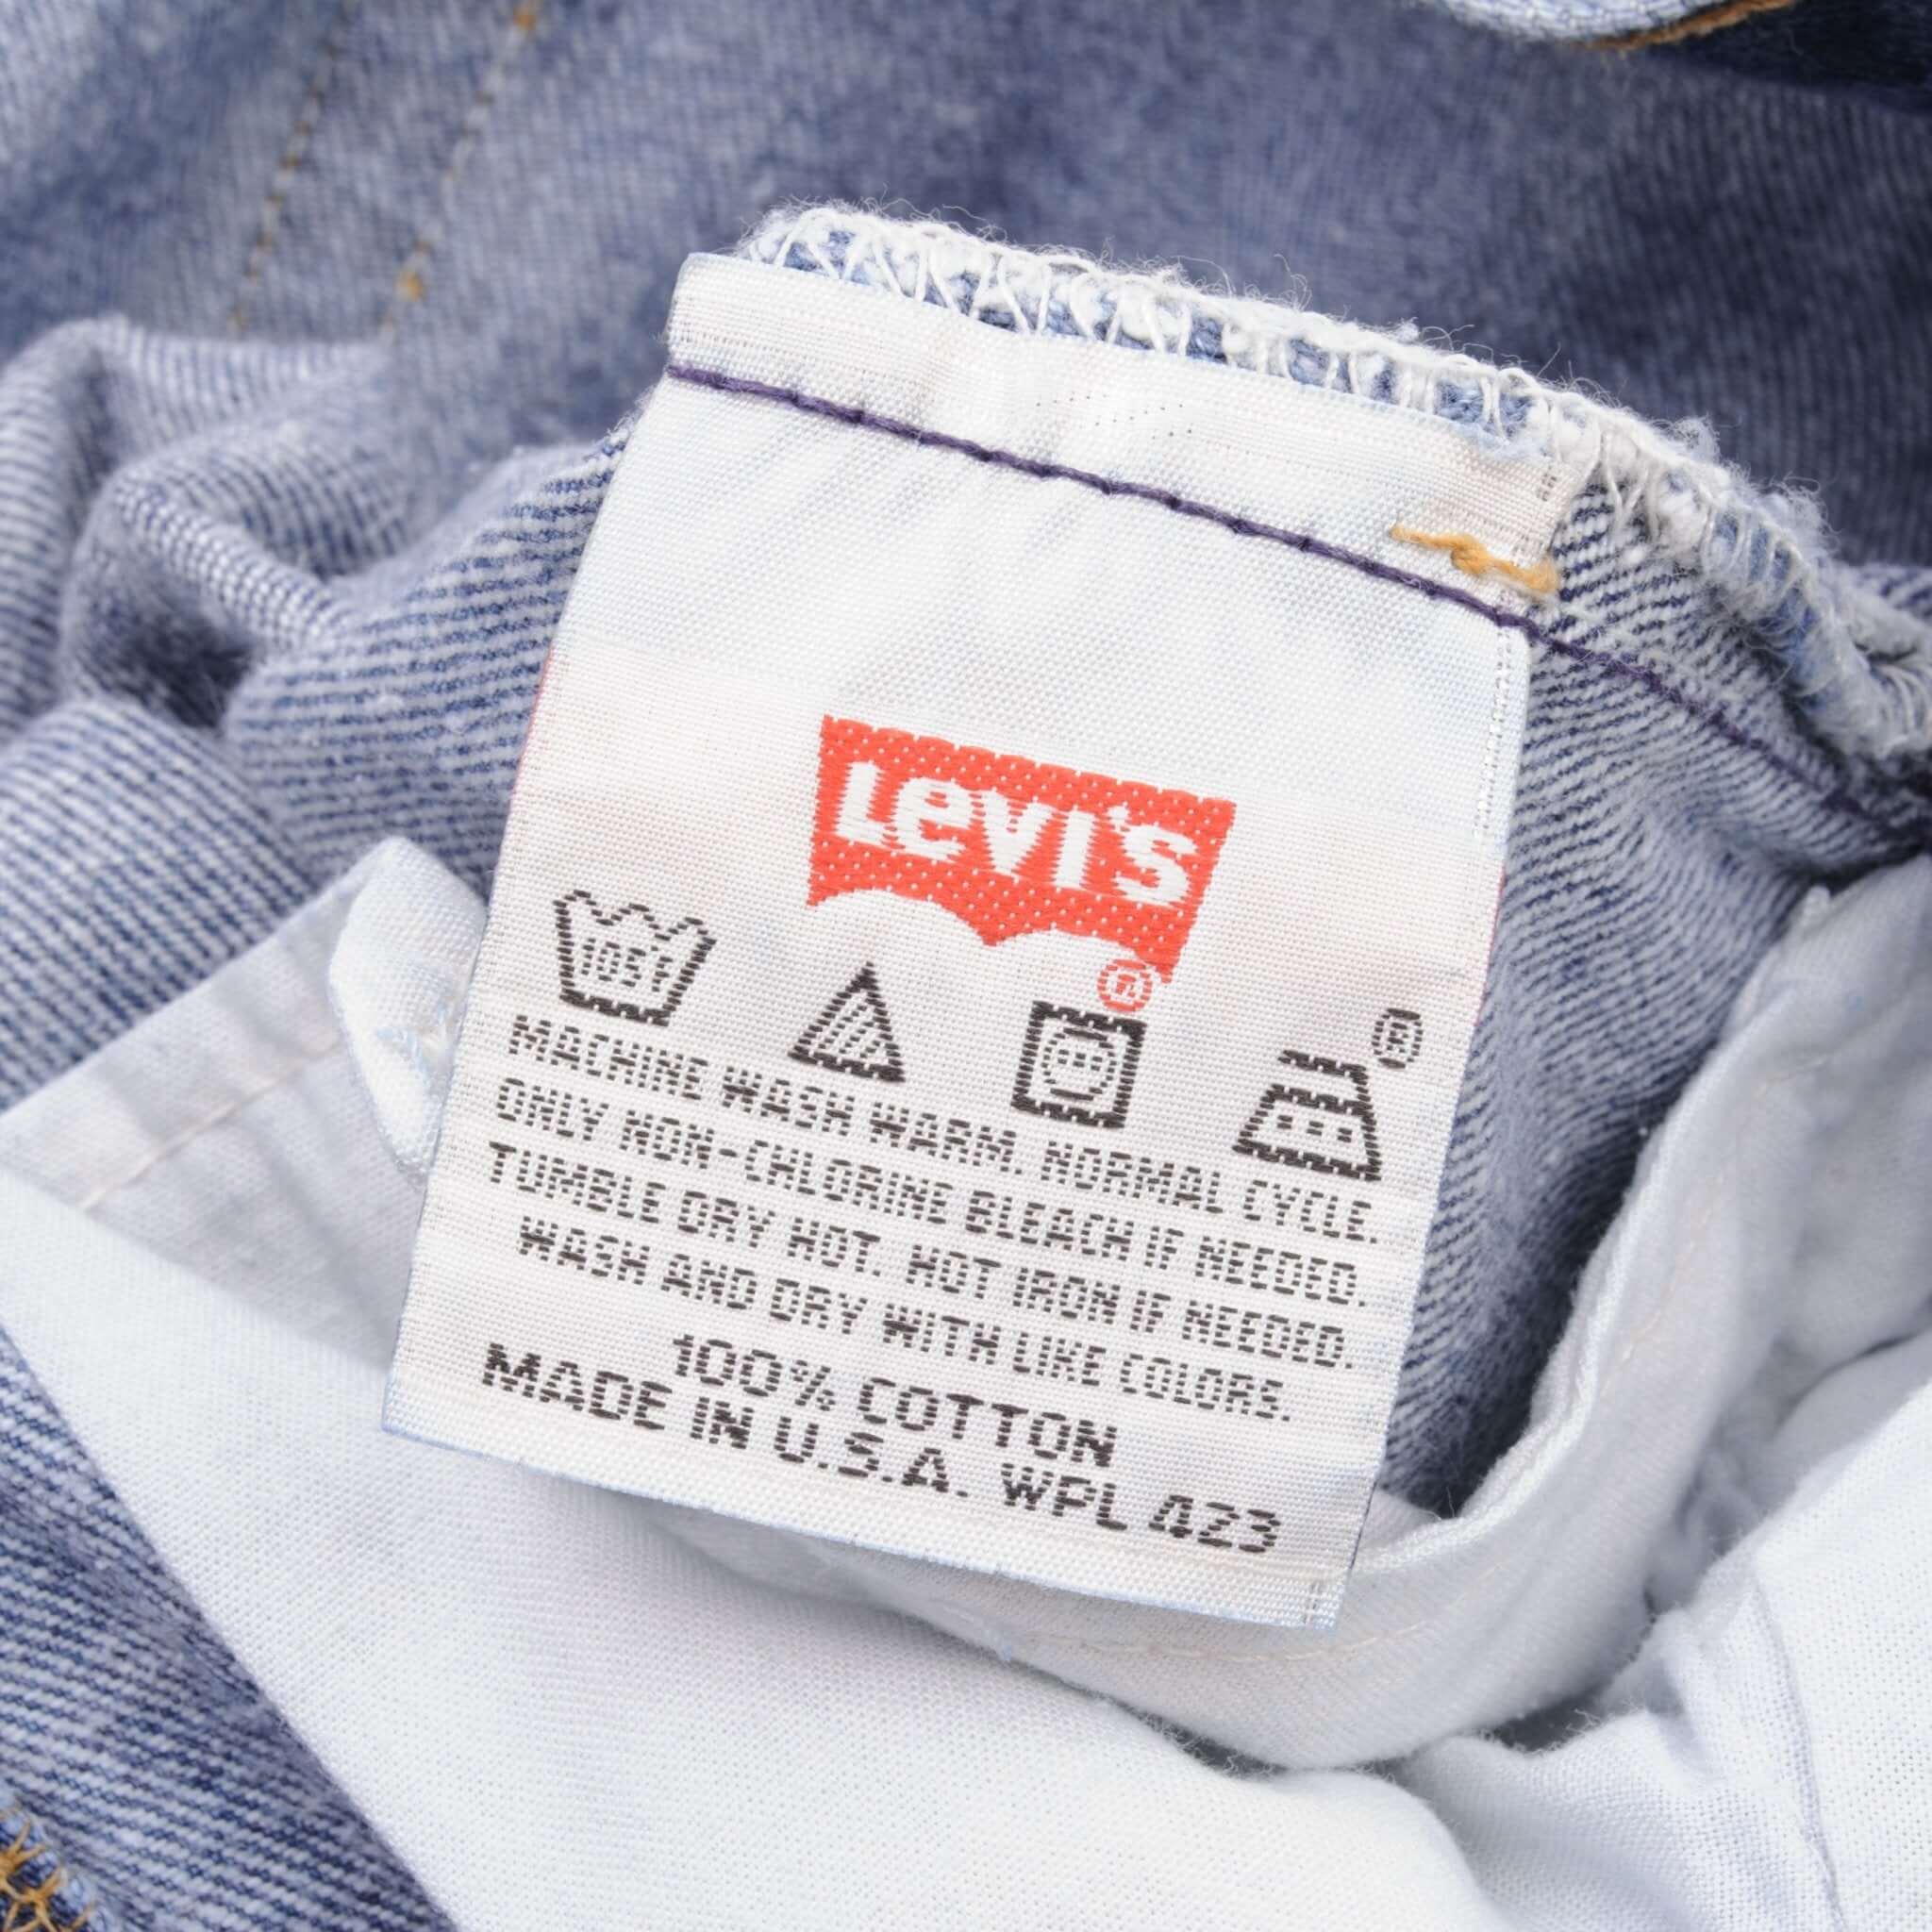 Levi's
®
105F
®
MACHINE WASH WARM. NORMAL CYCLE.
ONLY NON-CHLORINE BLEACH IF NEEDED.
TUMBLE DRY HOT. HOT IRON IF NEEDED.
WASH AND DRY WITH LIKE COLORS.
100% COTTON
MADE IN U.S.A. WPL 423